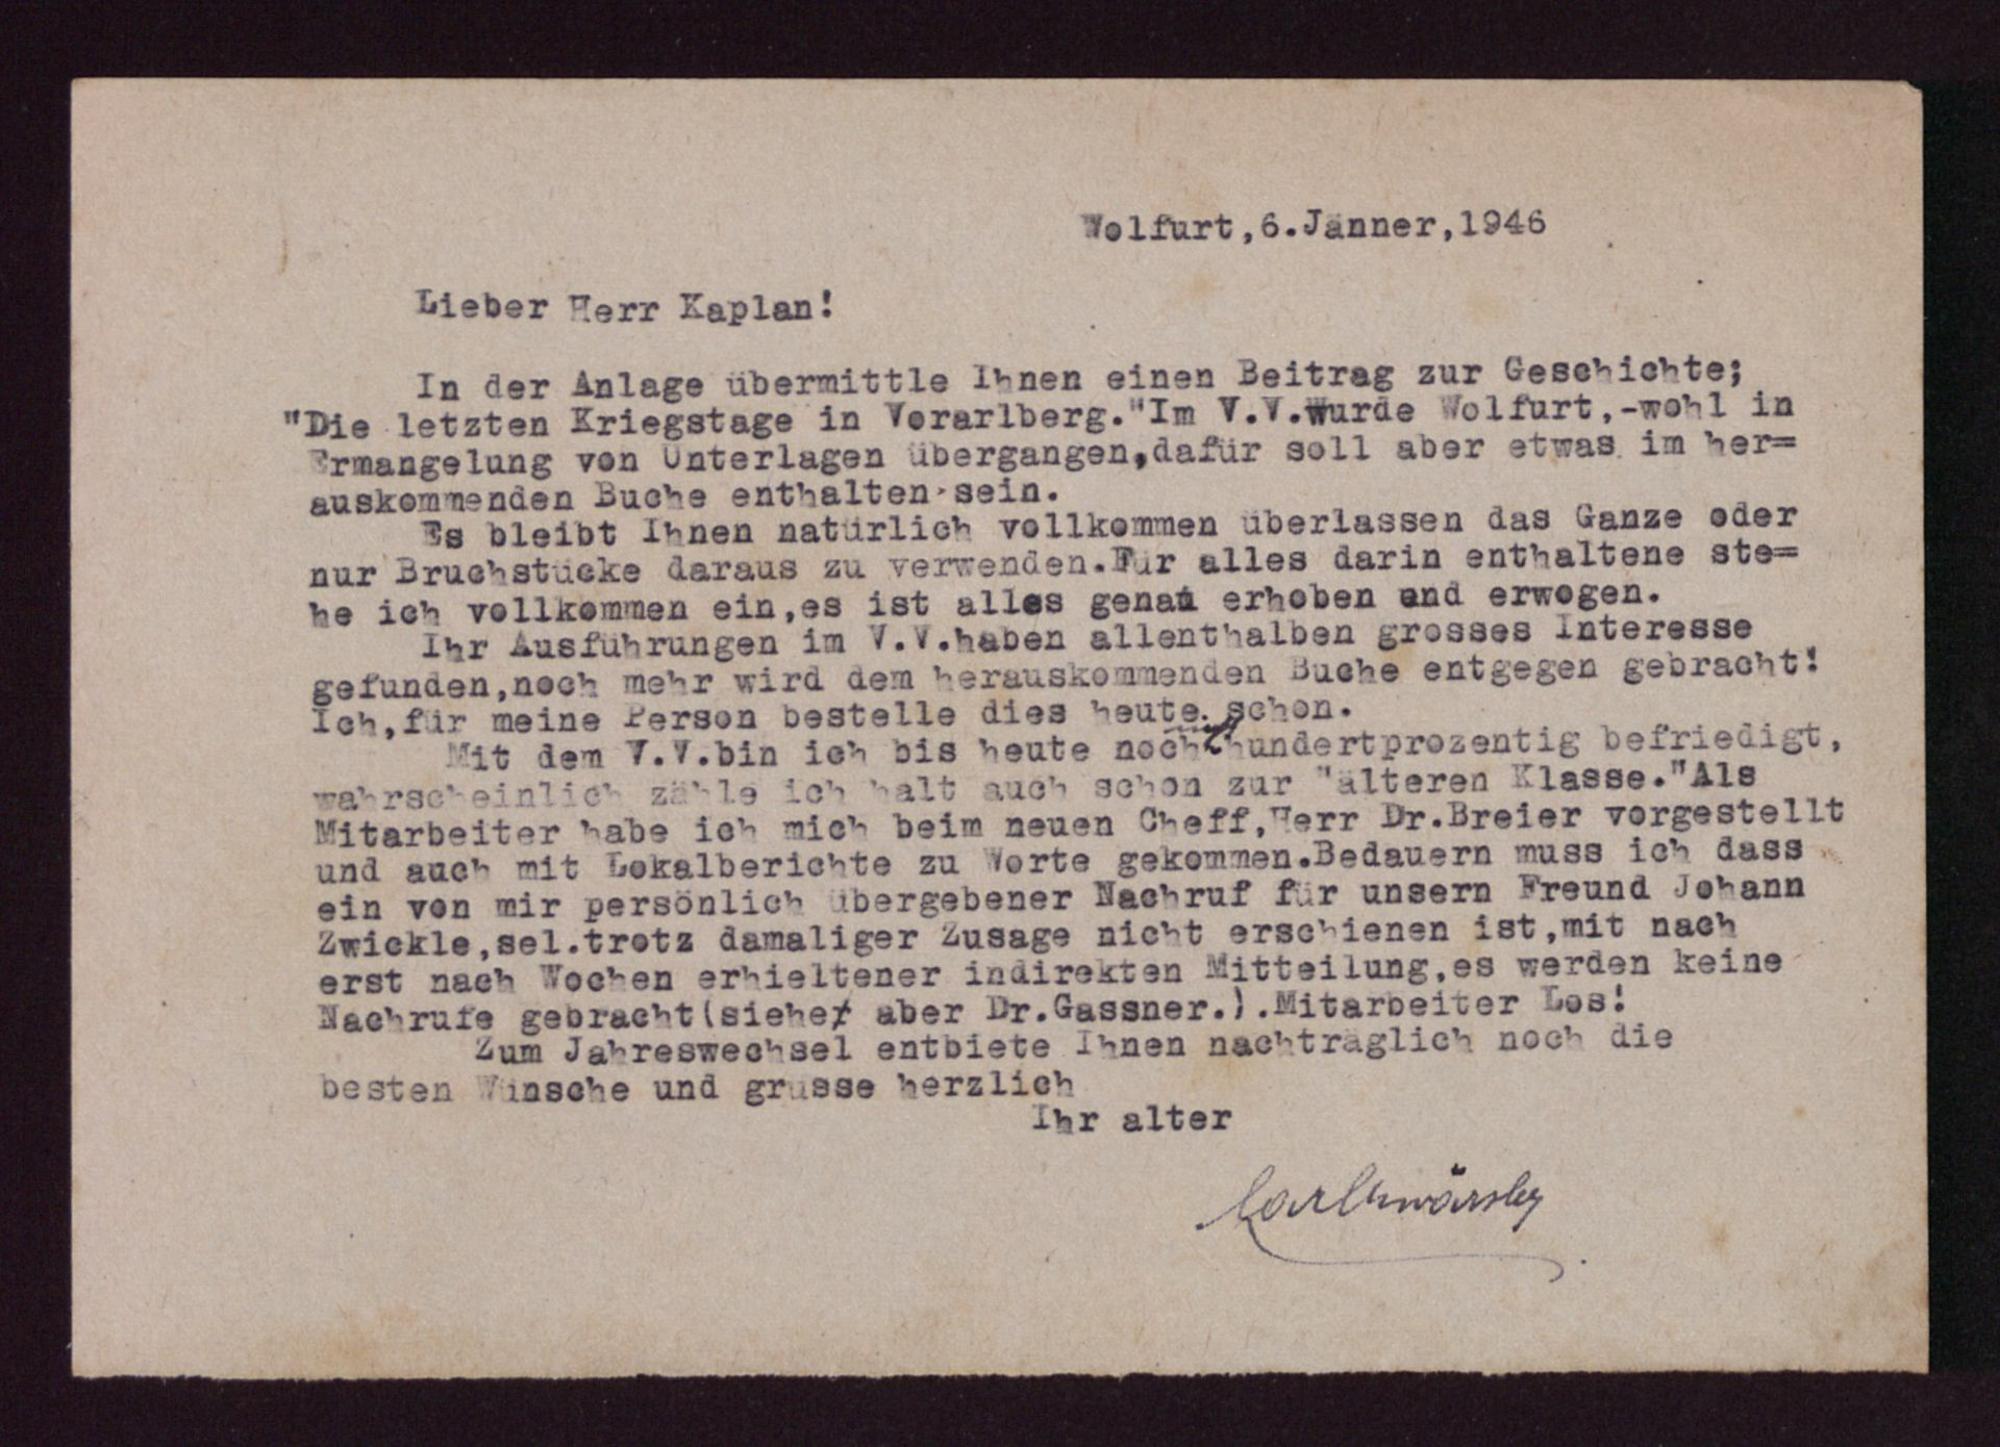 Wolfurt,6.Jänner,1946
Lieber Herr Kaplan!
In der Anlage übermittle Ihnen einen Beitrag zur Geschichte;
"Die letzten Kriegstage in Vorarlberg."Im V.V.wurde Wolfurt,-wohl in
Ermangelung von Unterlagen übergangen,dafür soll aber etwas im her=
auskommenden Buche enthalten sein.
Es bleibt Ihnen natürlich vollkommen überlassen das Ganze oder
nur Bruchstücke daraus zu verwenden.Für alles darin enthaltene ste=
he ich vollkommen ein,es ist alles genau erhoben und erwogen.
Ihr Ausführungen im V.V.haben allenthalben grosses Interesse
gefunden,noch mehr wird dem herauskommenden Buche entgegen gebracht!
Ich,für meine Person bestelle dies heute schon.
Mit dem V.V.bin ich bis heute noch nicht hundertprozentig befriedigt,
wahrscheinlich zähle ich halt auch schon zur "älteren Klasse."Als
Mitarbeiter habe ich mich beim neuen Cheff,Herr Dr.Breier vorgestellt
und auch mit Lokalberichte zu Worte gekommen.Bedauern muss ich dass
ein von mir persönlich übergebener Nachruf für unsern Freund Johann
Zwickle,sel.trotz damaliger Zusage nicht erschienen ist,mit nach
erst nach Wochen erhieltener indirekten Mitteilung,es werden keine
Nachrufe gebracht(siehe aber Dr.Gassner.).Mitarbeiter Los!
Zum Jahreswechsel entbiete Ihnen nachträglich noch die
besten Wünsche und grüsse herzlich
Ihr alter